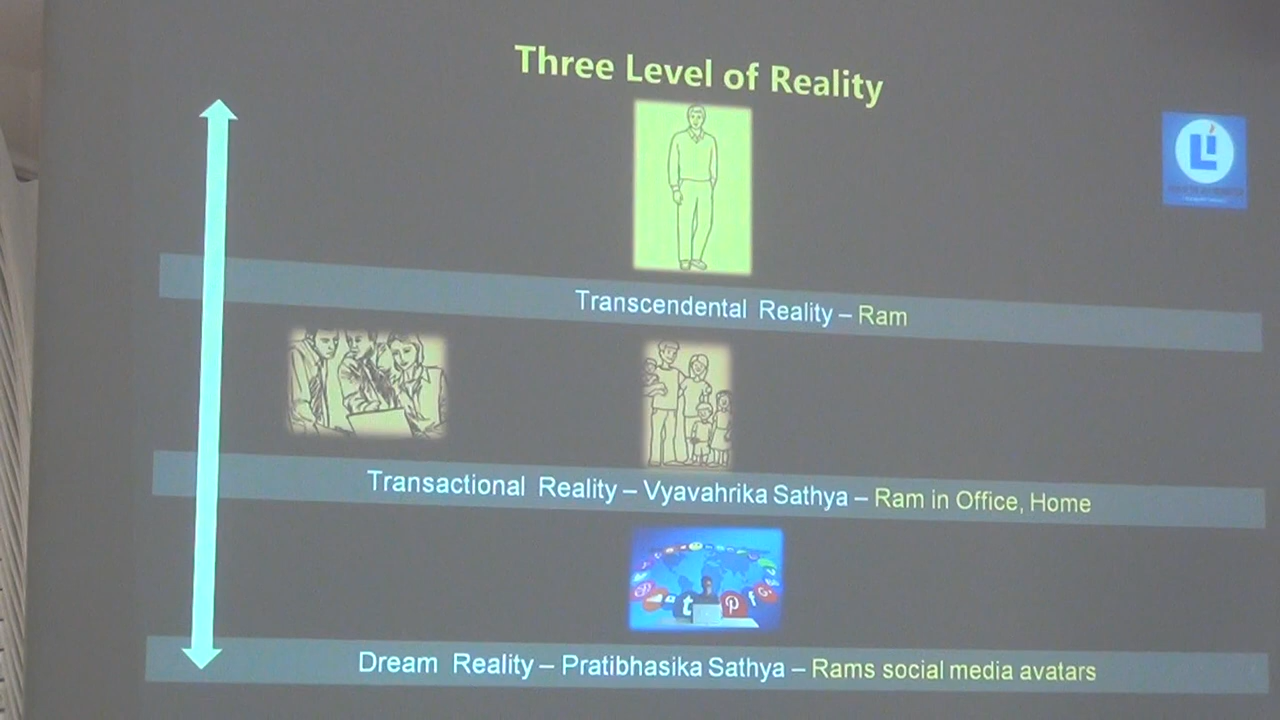 Three Level of Reality
Transcendental Reality – Ram
Transactional Reality – Vyavahrika Sathya – Ram in Office, Home
Dream Reality – Pratibhasika Sathya – Rams social media avatars